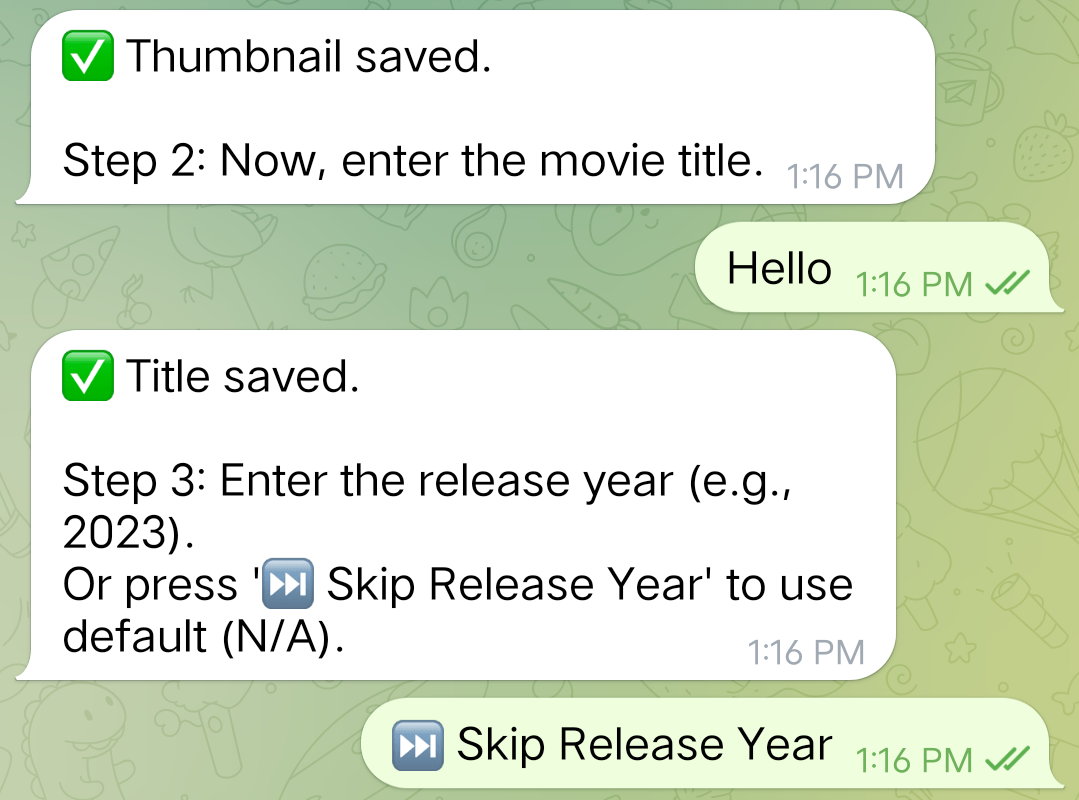 ✅ Thumbnail saved.
Step 2: Now, enter the movie title. 1:16 PM
Hello 1:16 PM
✅ Title saved.
Step 3: Enter the release year (e.g.,
2023).
Or press '⏭ Skip Release Year' to use
default (N/A). 1:16 PM
⏭ Skip Release Year 1:16 PM